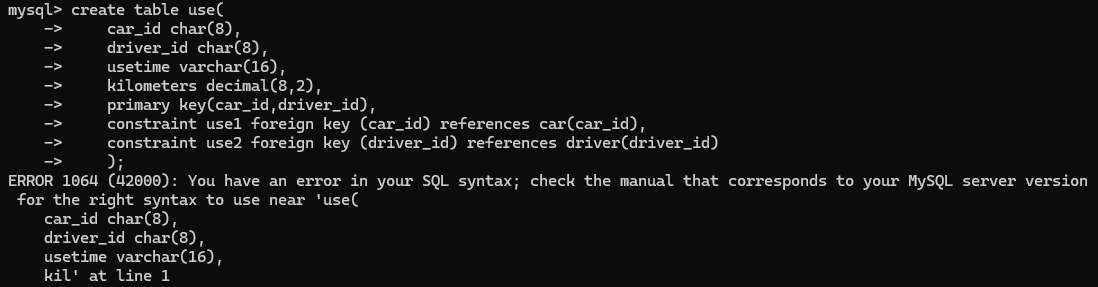 mysql> create table use(
    ->     car_id char(8),
    ->     driver_id char(8),
    ->     usetime varchar(16),
    ->     kilometers decimal(8,2),
    ->     primary key(car_id,driver_id),
    ->     constraint use1 foreign key (car_id) references car(car_id),
    ->     constraint use2 foreign key (driver_id) references driver(driver_id)
    ->     );
ERROR 1064 (42000): You have an error in your SQL syntax; check the manual that corresponds to your MySQL server version
 for the right syntax to use near 'use(
    car_id char(8),
    driver_id char(8),
    usetime varchar(16),
    kil' at line 1